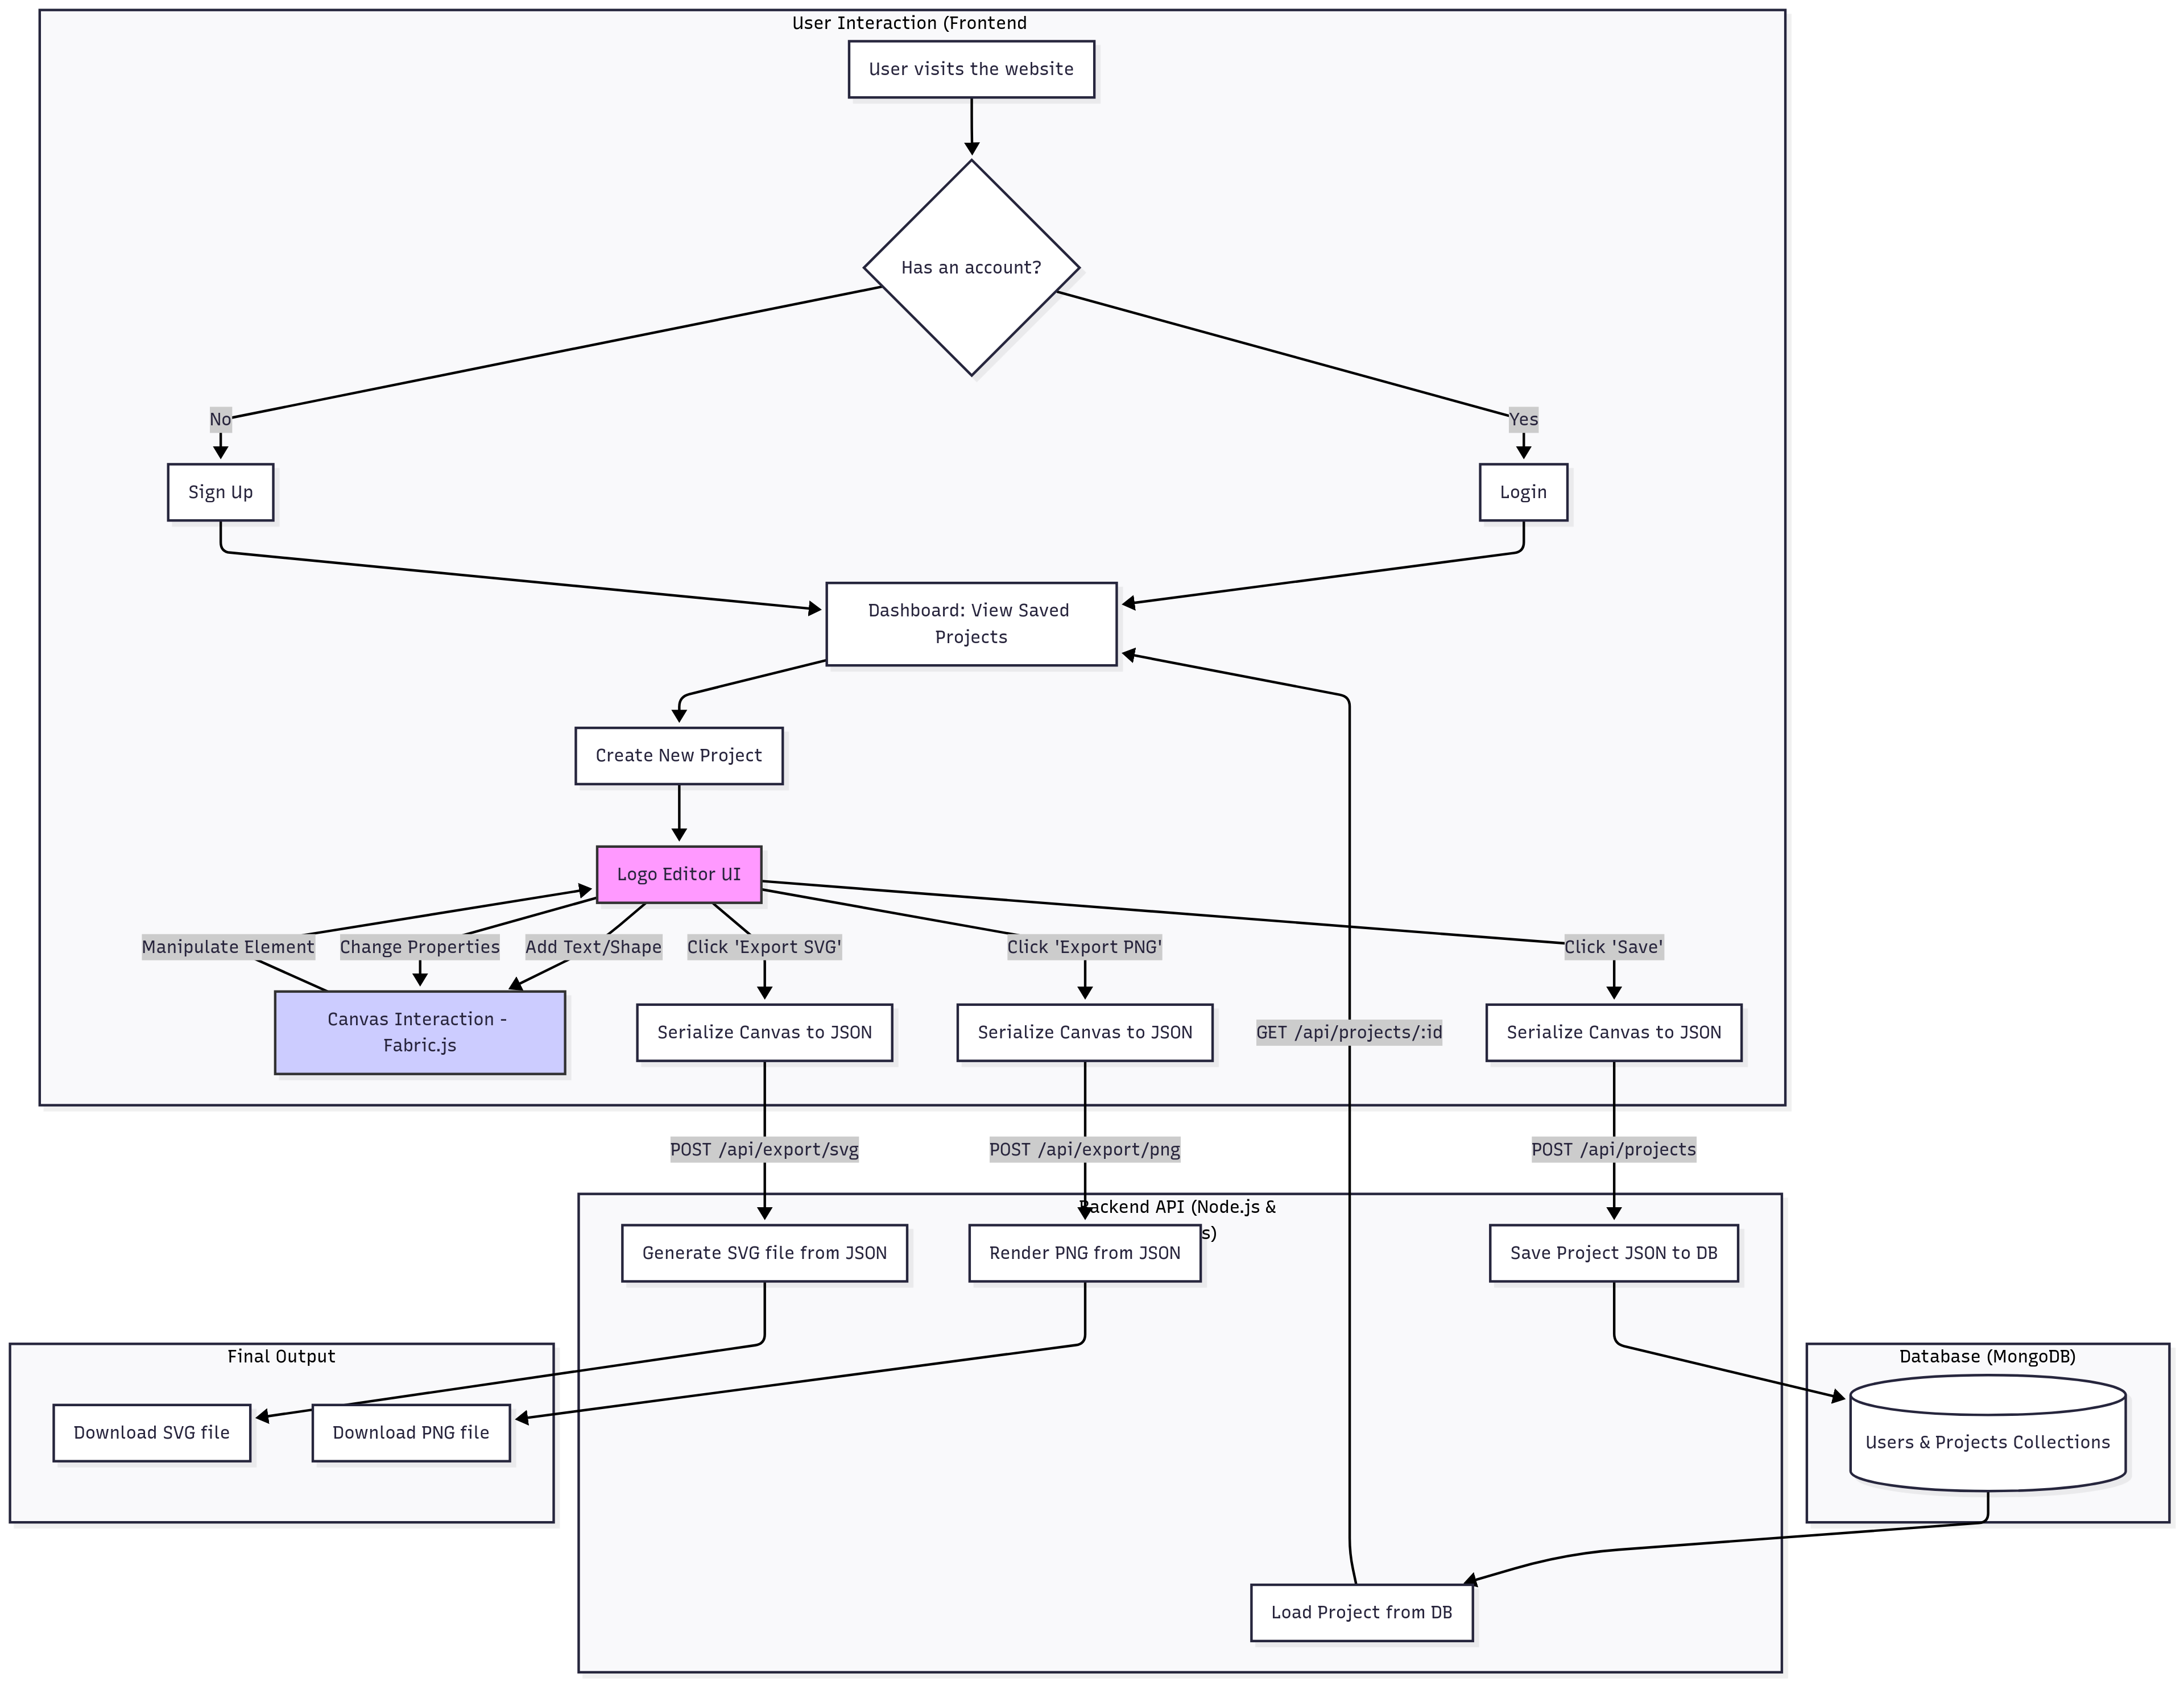 User Interaction (Frontend
User visits the website
Has an account?
No
Yes
Sign Up
Login
Dashboard: View Saved
Projects
Create New Project
Logo Editor UI
Manipulate Element
Change Properties
Add Text/Shape
Click 'Export SVG'
Click 'Export PNG'
Click 'Save'
Canvas Interaction -
Fabric.js
Serialize Canvas to JSON
Serialize Canvas to JSON
GET /api/projects/:id
Serialize Canvas to JSON
POST /api/export/svg
POST /api/export/png
POST /api/projects
Backend API (Node.js &
s)
Generate SVG file from JSON
Render PNG from JSON
Save Project JSON to DB
Final Output
Database (MongoDB)
Download SVG file
Download PNG file
Users & Projects Collections
Load Project from DB